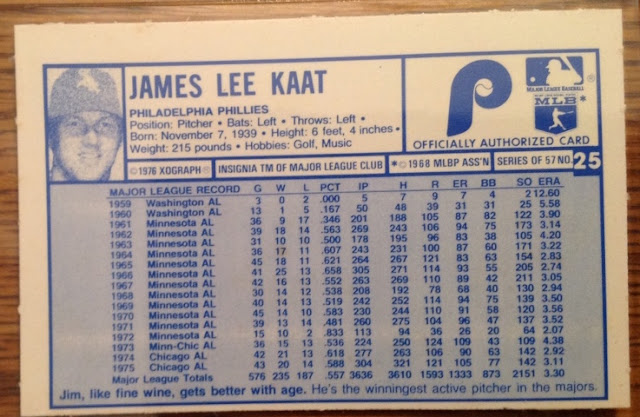 JAMES LEE KAAT
PHILADELPHIA PHILLIES
Position: Pitcher • Bats: Left • Throws: Left •
Born: November 7, 1939 • Height: 6 feet, 4 inches •
Weight: 215 pounds • Hobbies: Golf, Music
P
MAJOR LEAGUE BASEBALL
MLB*
OFFICIALLY AUTHORIZED CARD
© 1976 XOGRAPH® INSIGNIA TM OF MAJOR LEAGUE CLUB *©1968 MLBP ASS'N SERIES OF 57 NO. 25
MAJOR LEAGUE RECORD G W L PCT IP H R ER BB SO ERA
1959 Washington AL 3 0 2 .000 5 7 9 7 4 2 12.60
1960 Washington AL 13 1 5 .167 50 48 39 31 31 25 5.58
1961 Minnesota AL 36 9 17 .346 201 188 105 87 82 122 3.90
1962 Minnesota AL 39 18 14 .563 269 243 106 94 75 173 3.14
1963 Minnesota AL 31 10 10 .500 178 195 96 83 38 105 4.20
1964 Minnesota AL 36 17 11 .607 243 231 100 87 60 171 3.22
1965 Minnesota AL 45 18 11 .621 264 267 121 83 63 154 2.83
1966 Minnesota AL 41 25 13 .658 305 271 114 93 55 205 2.74
1967 Minnesota AL 42 16 13 .552 263 269 110 89 42 211 3.05
1968 Minnesota AL 30 14 12 .538 208 192 78 68 40 130 2.94
1969 Minnesota AL 40 14 13 .519 242 252 114 94 75 139 3.50
1970 Minnesota AL 45 14 10 .583 230 244 110 91 58 120 3.56
1971 Minnesota AL 39 13 14 .481 260 275 104 96 47 137 3.52
1972 Minnesota AL 15 10 2 .833 113 94 36 26 20 64 2.07
1973 Minn-Chic AL 36 15 13 .536 224 250 124 109 43 109 4.38
1974 Chicago AL 42 21 13 .618 277 263 106 90 63 142 2.92
1975 Chicago AL 43 20 14 .588 304 321 121 105 77 142 3.11
Major League Totals 576 235 187 .557 3636 3610 1593 1333 873 2151 3.30
Jim, like fine wine, gets better with age. He's the winningest active pitcher in the majors.